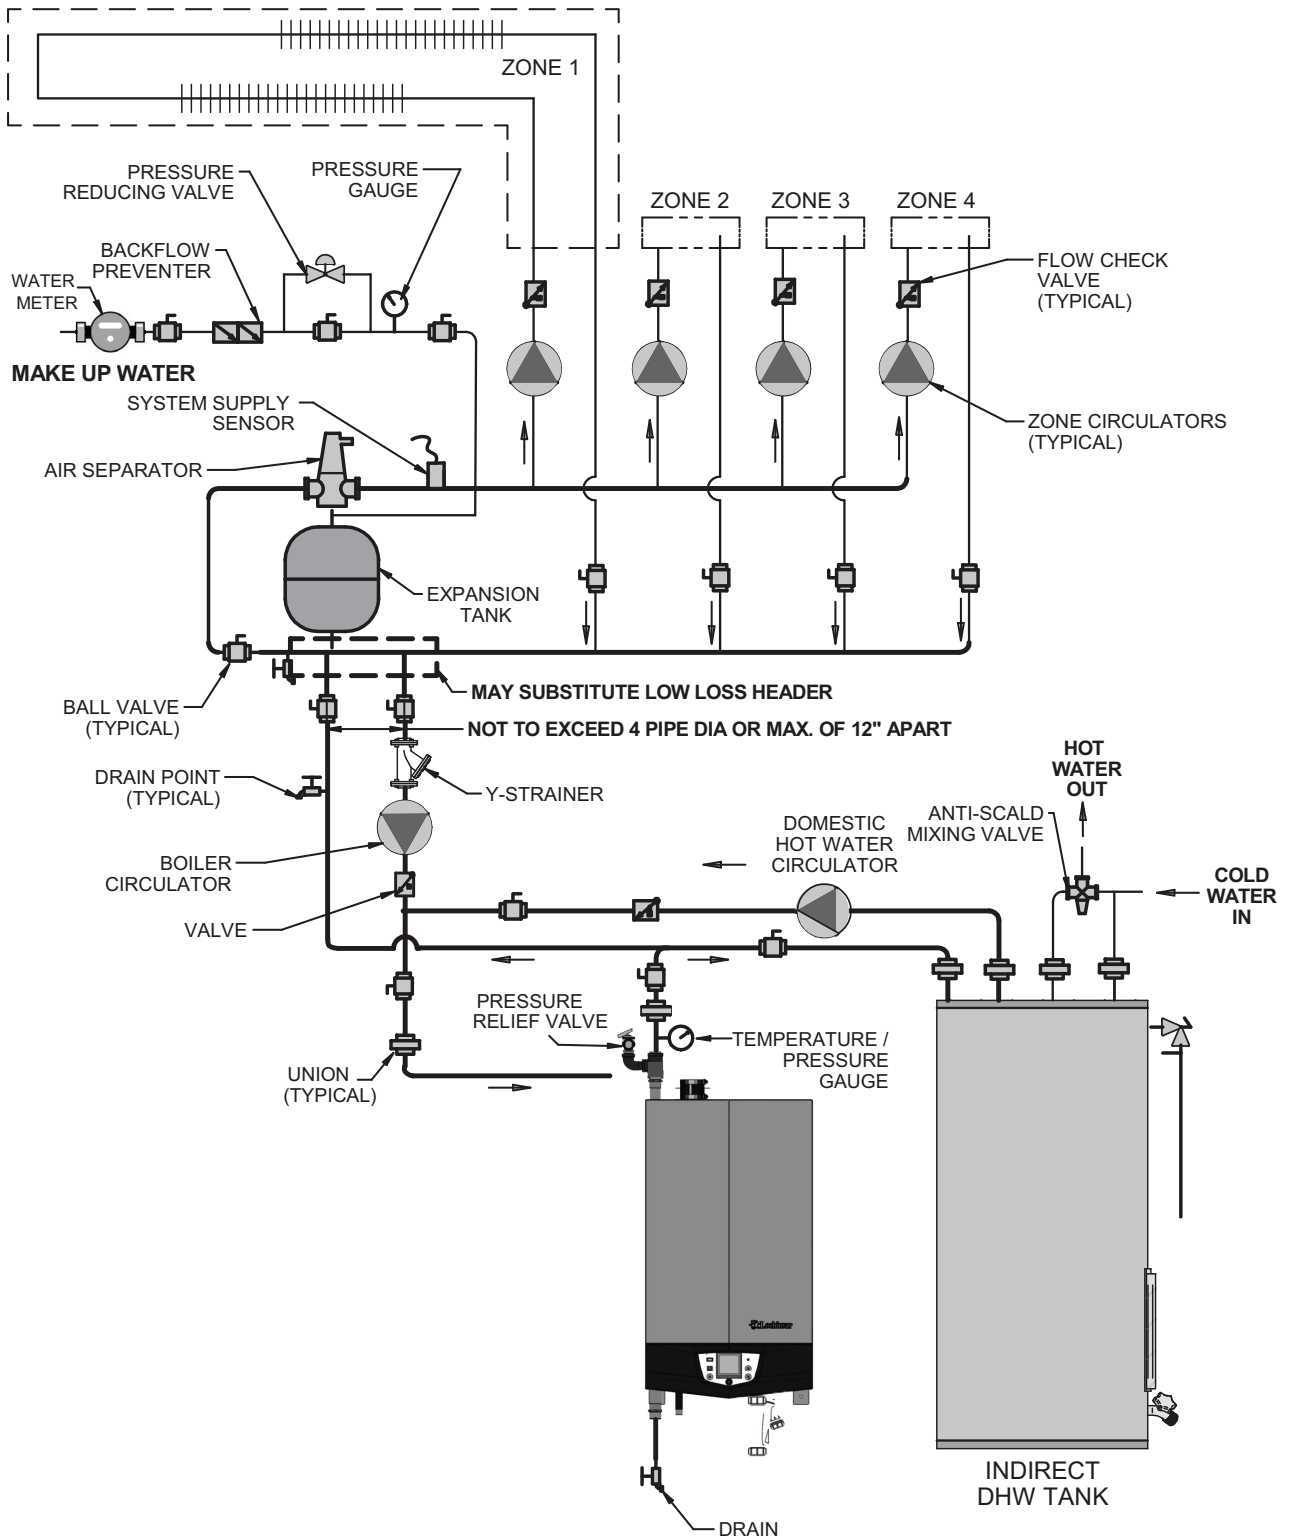 ZONE 1
PRESSURE
REDUCING VALVE
PRESSURE
GAUGE
ZONE 2
ZONE 3
ZONE 4
BACKFLOW
PREVENTER
FLOW CHECK
VALVE
(TYPICAL)
WATER
METER
MAKE UP WATER
SYSTEM SUPPLY
SENSOR
ZONE CIRCULATORS
(TYPICAL)
AIR SEPARATOR
EXPANSION
TANK
MAY SUBSTITUTE LOW LOSS HEADER
BALL VALVE
(TYPICAL)
NOT TO EXCEED 4 PIPE DIA OR MAX. OF 12" APART
HOT
WATER
OUT
DRAIN POINT
(TYPICAL)
Y-STRAINER
ANTI-SCALD
MIXING VALVE
DOMESTIC
HOT WATER
CIRCULATOR
BOILER
CIRCULATOR
COLD
WATER
IN
VALVE
PRESSURE
RELIEF VALVE
TEMPERATURE /
PRESSURE
GAUGE
UNION
(TYPICAL)
Lochinvar
INDIRECT
DHW TANK
DRAIN